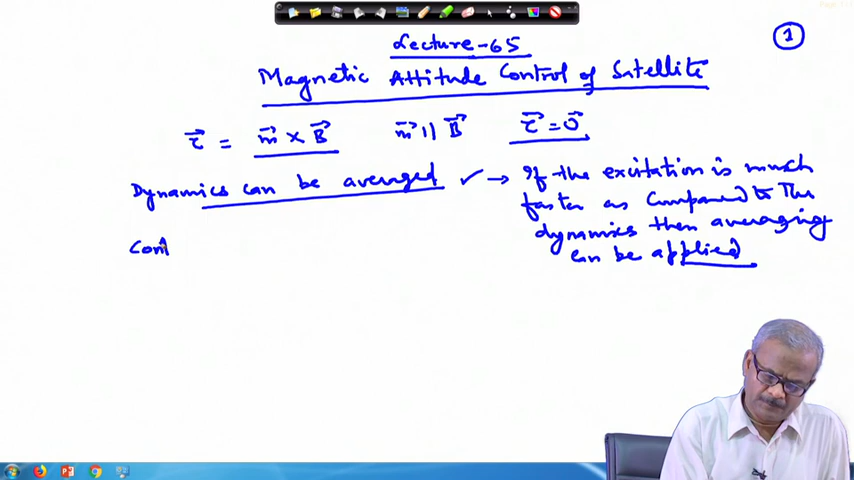 ①
Lecture-65
Magnetic Attitude Control of Satellite
τ⃗ = m⃗ × B⃗ m⃗ || B⃗ τ⃗ = 0⃗
Dynamics can be averaged ✓ → If the excitation is much
faster as compared to the
dynamics then averaging
can be applied
Cont